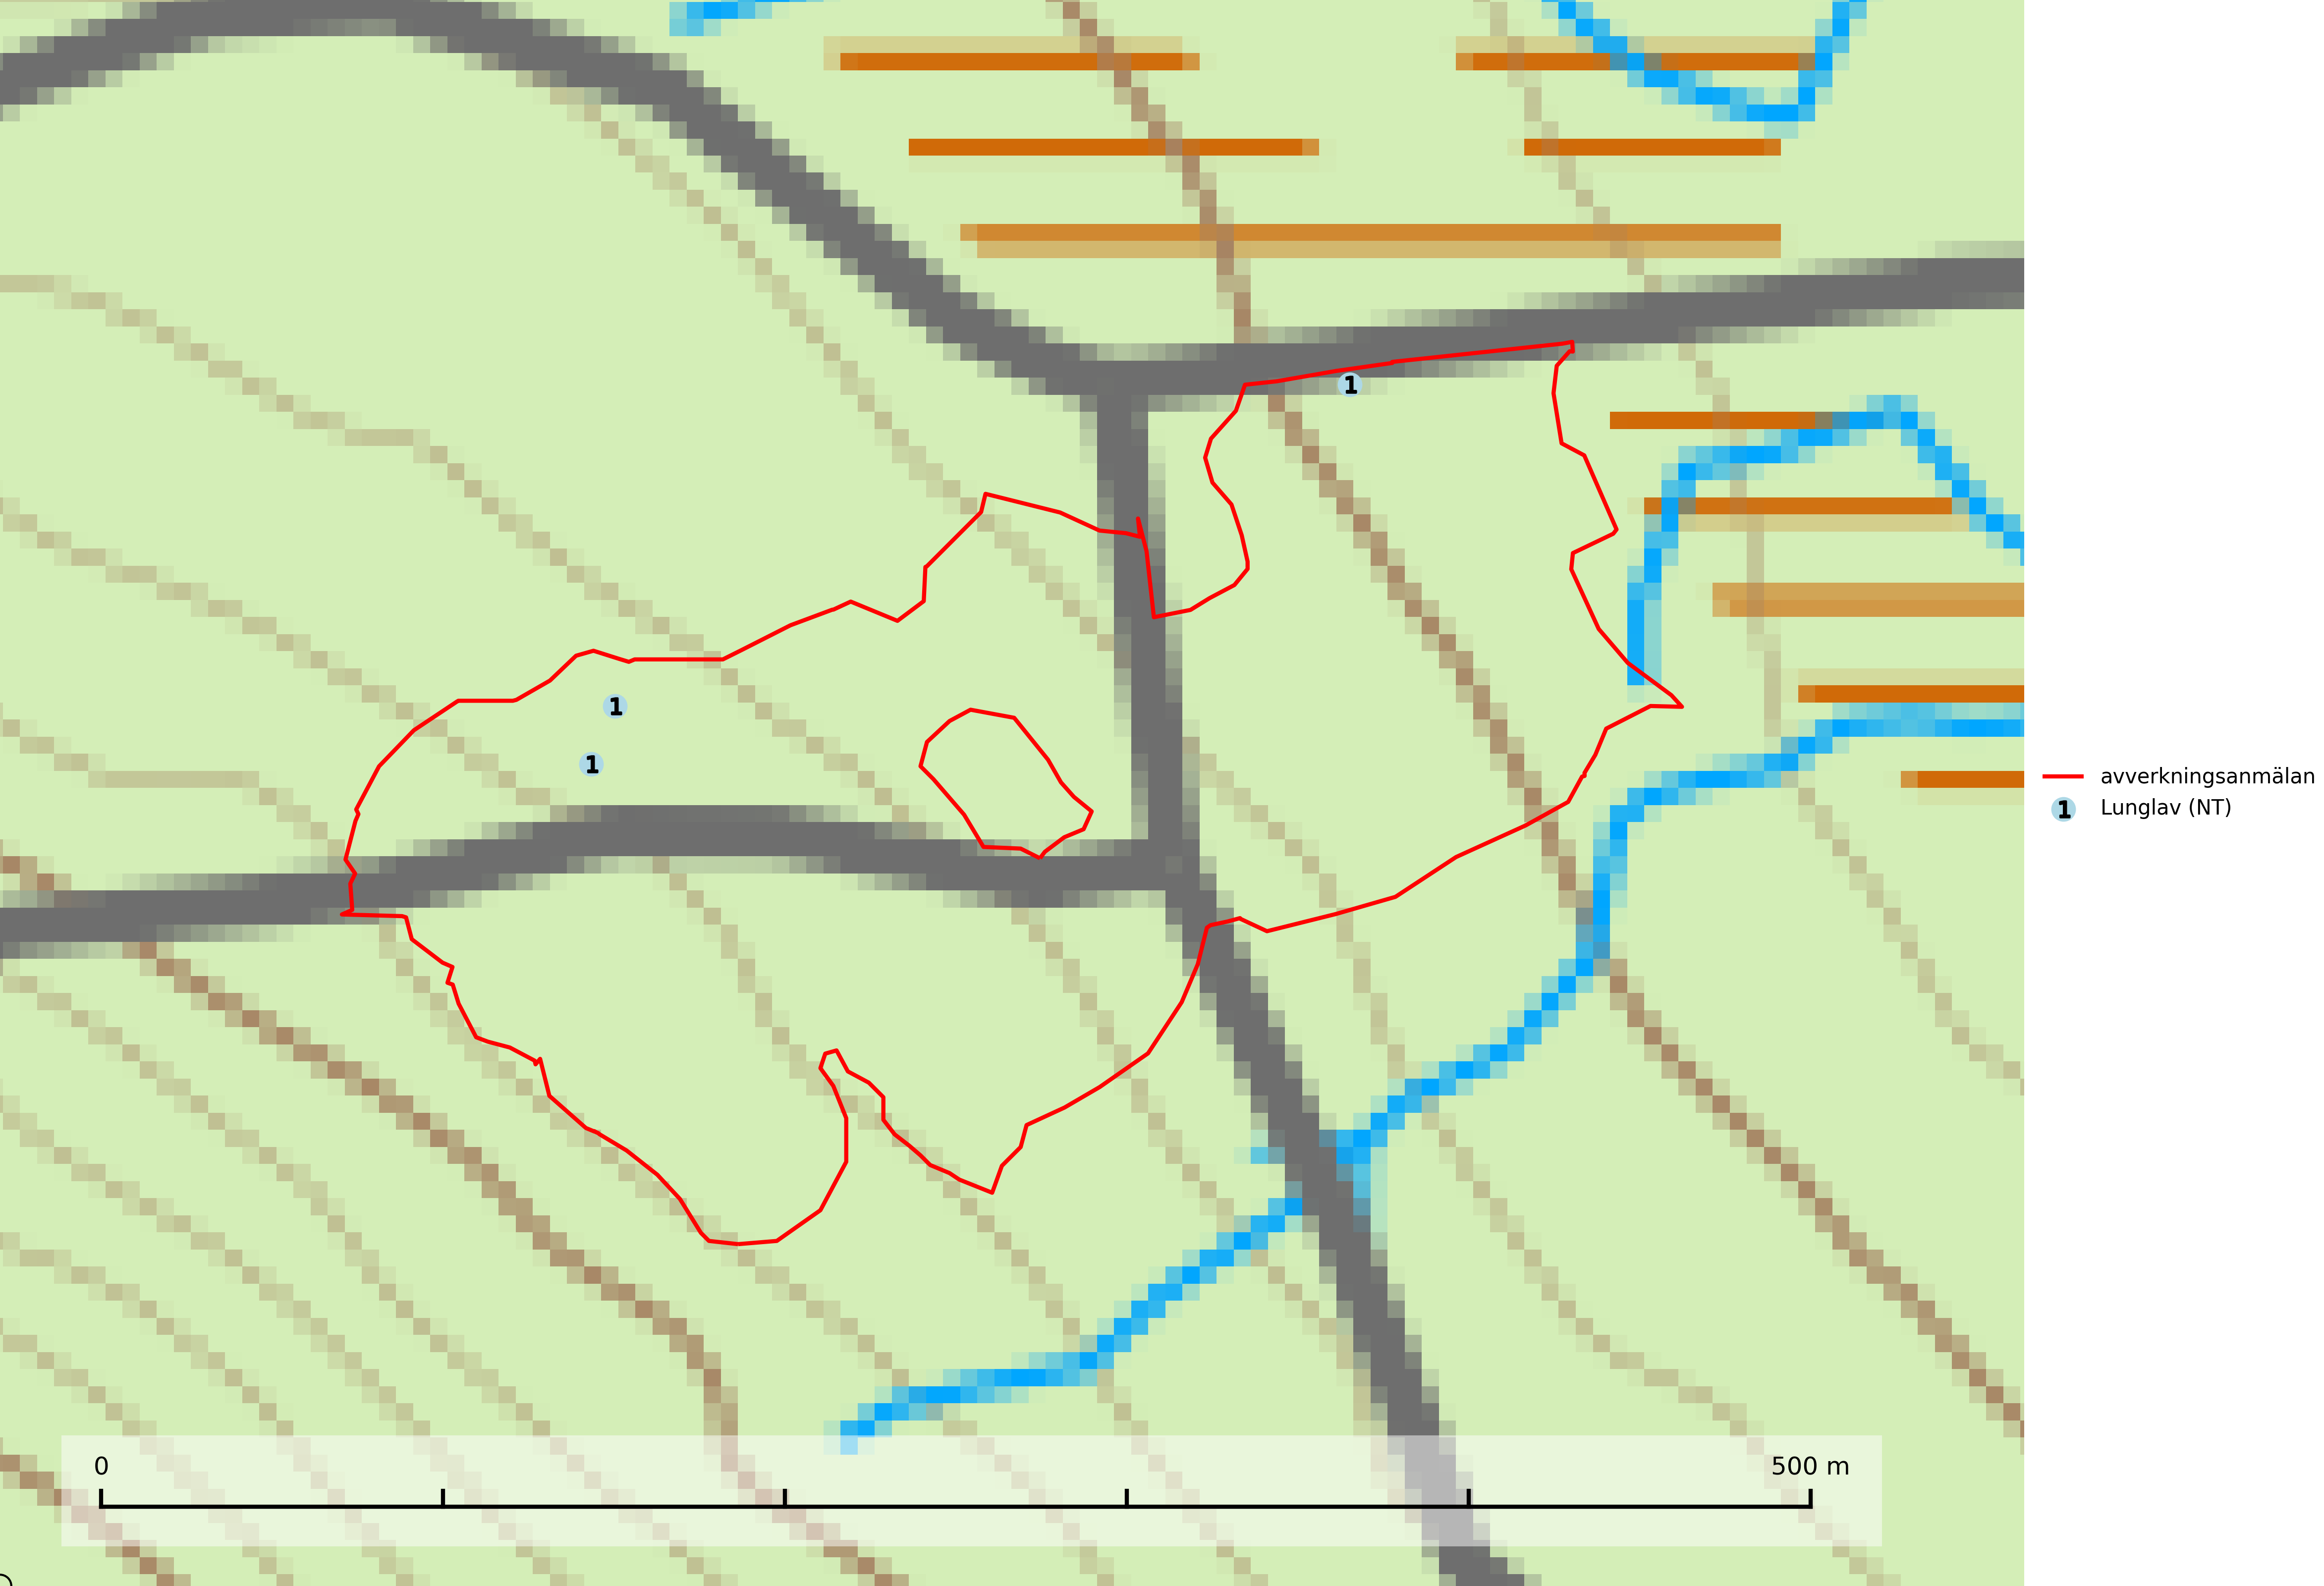 1
1
1
avverkningsanmälan
1 Lunglav (NT)
0 500 m